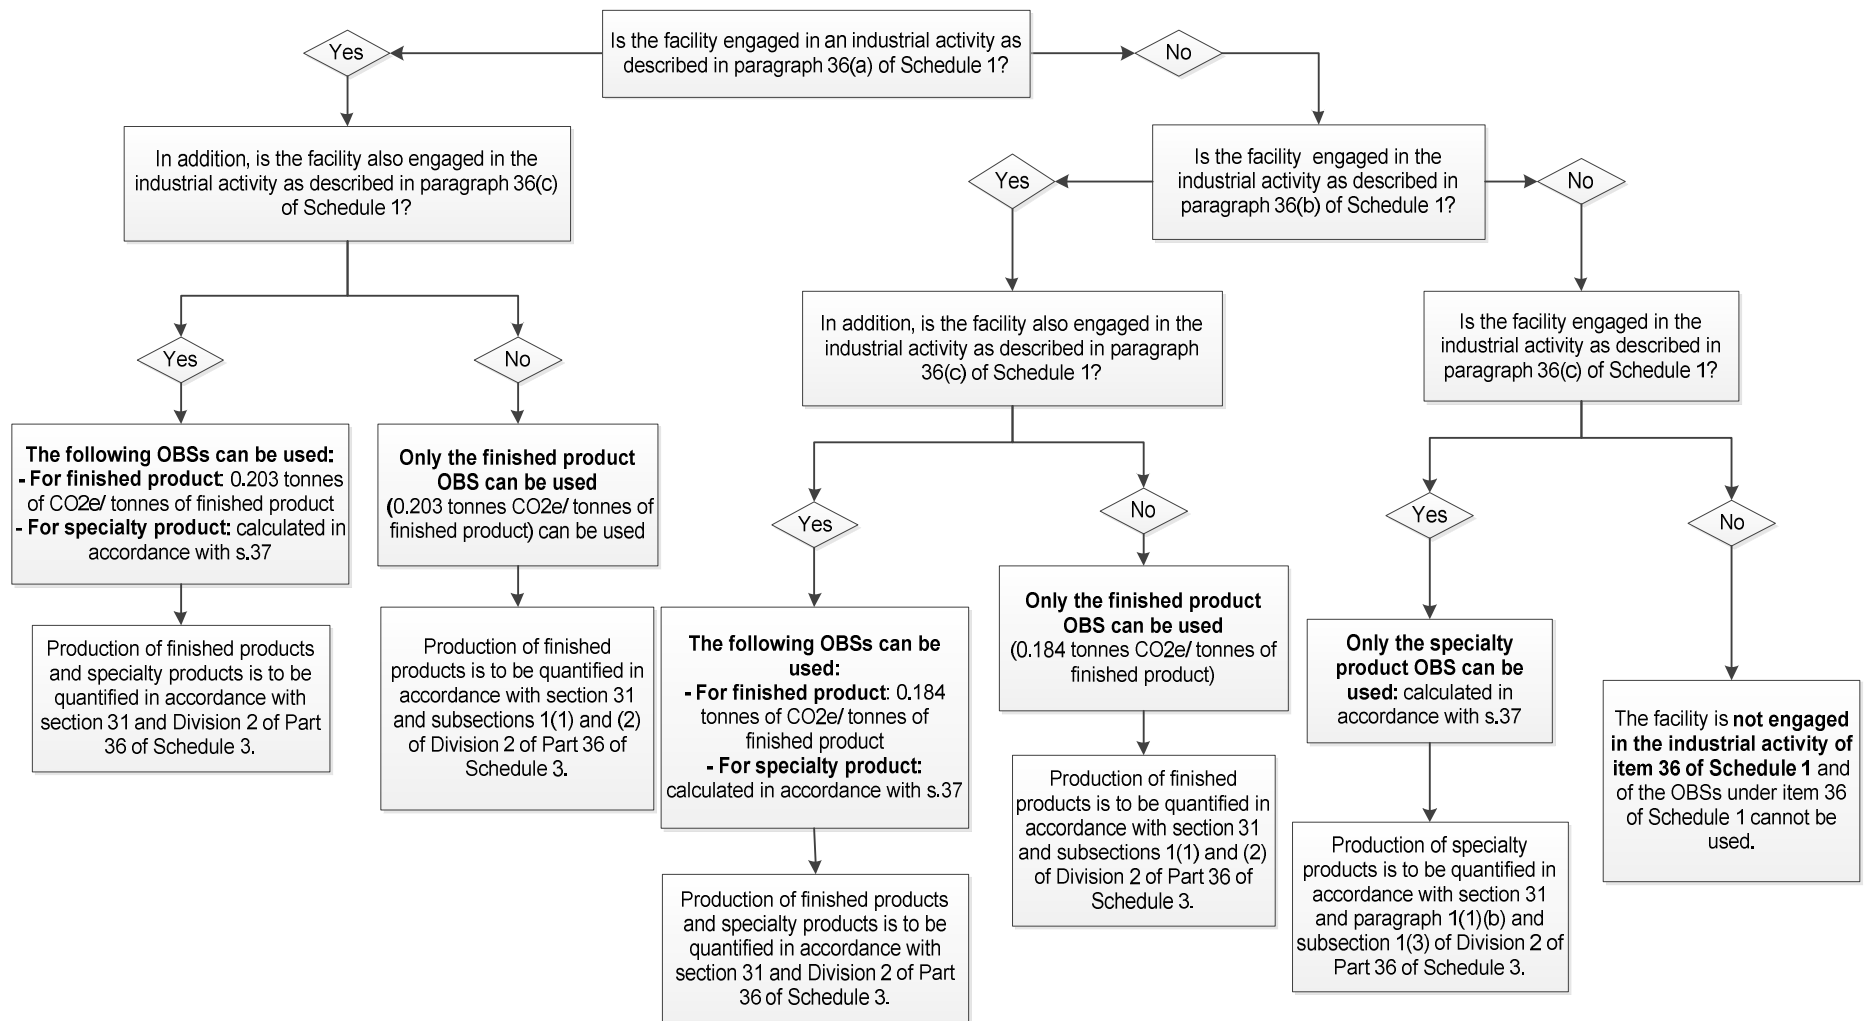 Is the facility engaged in an industrial activity as
described in paragraph 36(a) of Schedule 1?
Yes
No
In addition, is the facility also engaged in the
industrial activity as described in paragraph 36(c)
of Schedule 1?
Is the facility engaged in the
industrial activity as described in
paragraph 36(b) of Schedule 1?
Yes
No
Yes
No
In addition, is the facility also engaged in the
industrial activity as described in paragraph
36(c) of Schedule 1?
Is the facility engaged in the
industrial activity as described in
paragraph 36(c) of Schedule 1?
The following OBSs can be used:
- For finished product: 0.203 tonnes
of CO2e/ tonnes of finished product
- For specialty product: calculated in
accordance with s.37
Only the finished product
OBS can be used
(0.203 tonnes CO2e/ tonnes of
finished product) can be used
Yes
No
Yes
No
Production of finished products
and specialty products is to be
quantified in accordance with
section 31 and Division 2 of Part
36 of Schedule 3.
Production of finished
products is to be quantified in
accordance with section 31
and subsections 1(1) and (2)
of Division 2 of Part 36 of
Schedule 3.
The following OBSs can be
used:
- For finished product: 0.184
tonnes of CO2e/ tonnes of
finished product
- For specialty product:
calculated in accordance with s.37
Only the finished product
OBS can be used
(0.184 tonnes CO2e/ tonnes of
finished product)
Only the specialty
product OBS can be
used: calculated in
accordance with s.37
The facility is not engaged
in the industrial activity of
item 36 of Schedule 1 and
of the OBSs under item 36
of Schedule 1 cannot be
used.
Production of finished products
and specialty products is to be
quantified in accordance with
section 31 and Division 2 of Part
36 of Schedule 3.
Production of finished
products is to be quantified in
accordance with section 31
and subsections 1(1) and (2)
of Division 2 of Part 36 of
Schedule 3.
Production of specialty
products is to be quantified in
accordance with section 31
and paragraph 1(1)(b) and
subsection 1(3) of Division 2 of
Part 36 of Schedule 3.